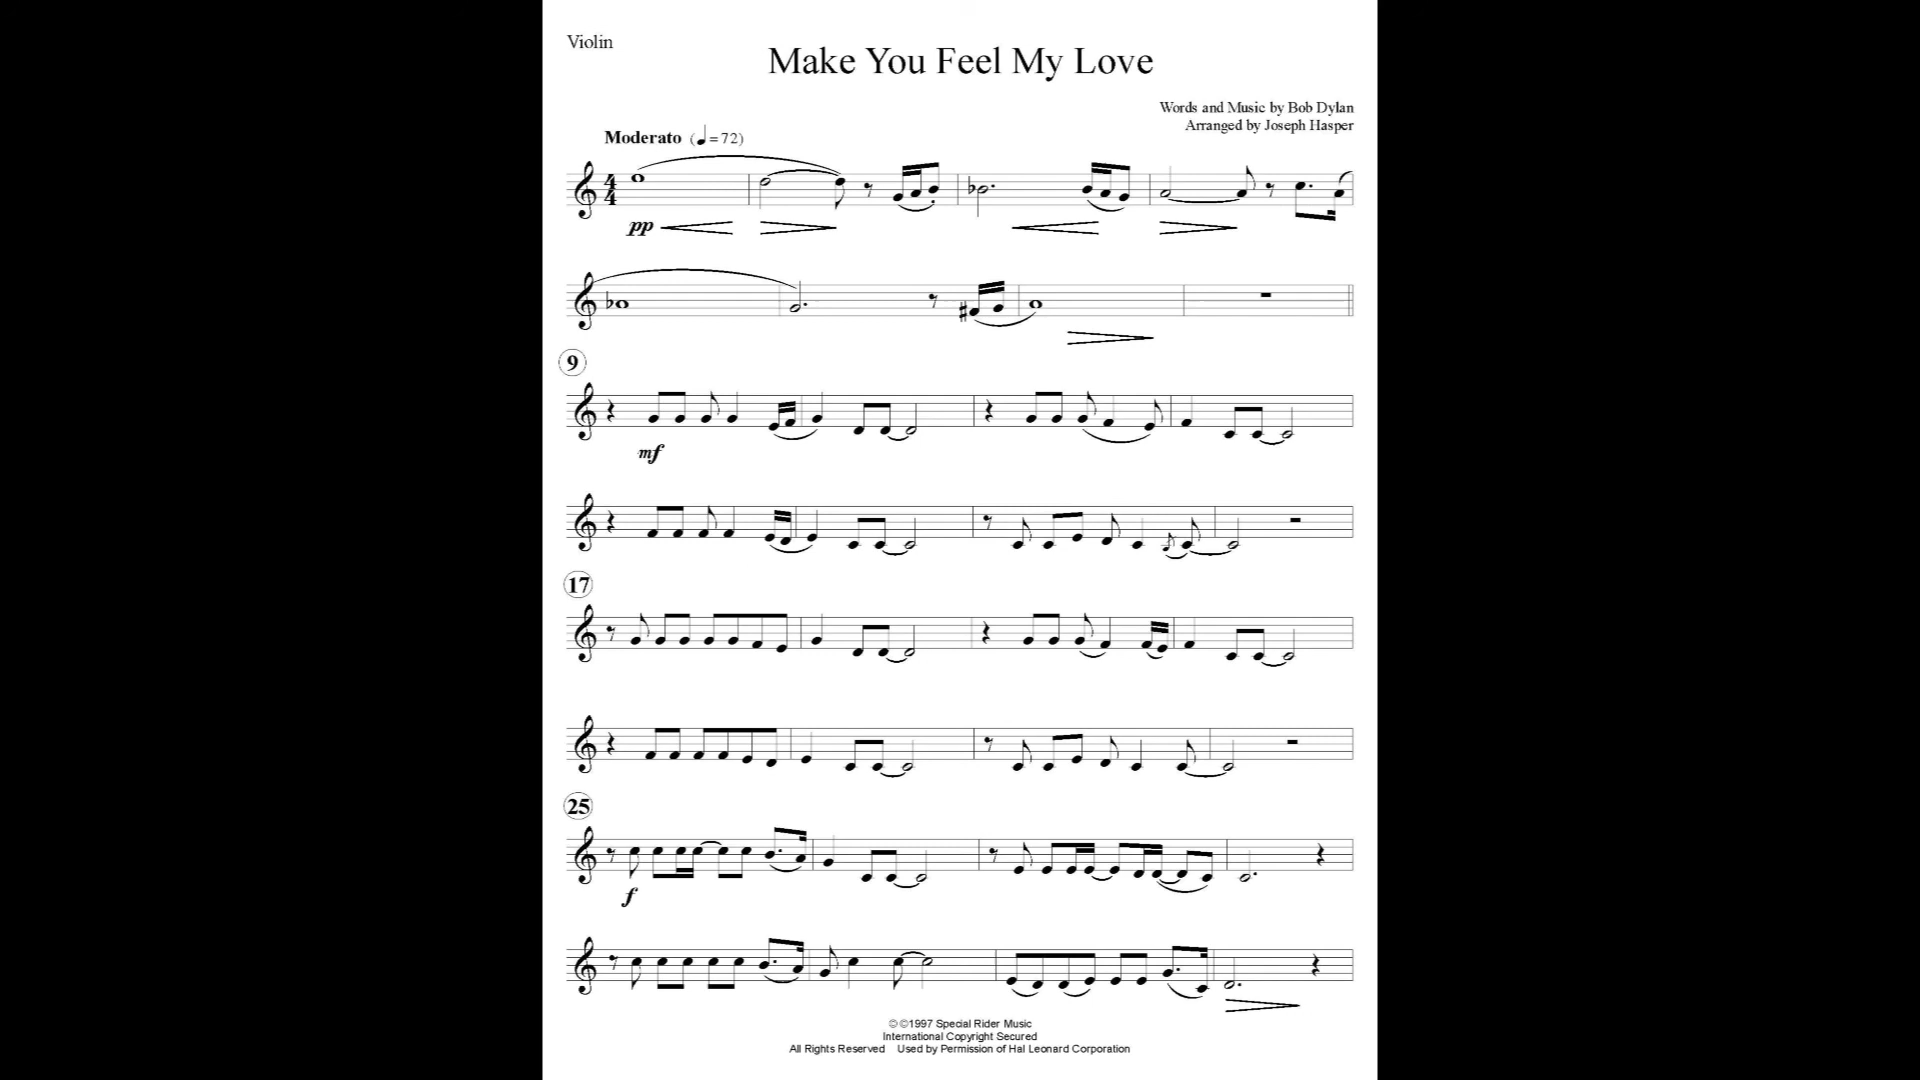 Violin
Make You Feel My Love
Words and Music by Bob Dylan
Arranged by Joseph Hasper
Moderato (♩=72)
4
4
pp
9
mf
17
25
f
© ©1997 Special Rider Music
International Copyright Secured
All Rights Reserved Used by Permission of Hal Leonard Corporation